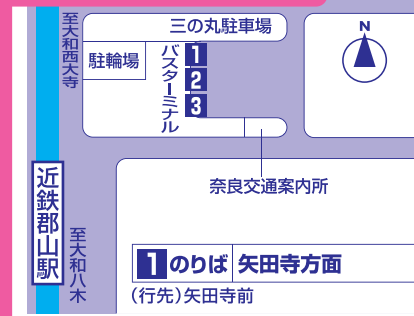 至大和西大寺
三の丸駐車場
N
駐輪場
バスターミナル
1
2
3
奈良交通案内所
近鉄郡山駅
至大和八木
1のりば 矢田寺方面
(行先)矢田寺前